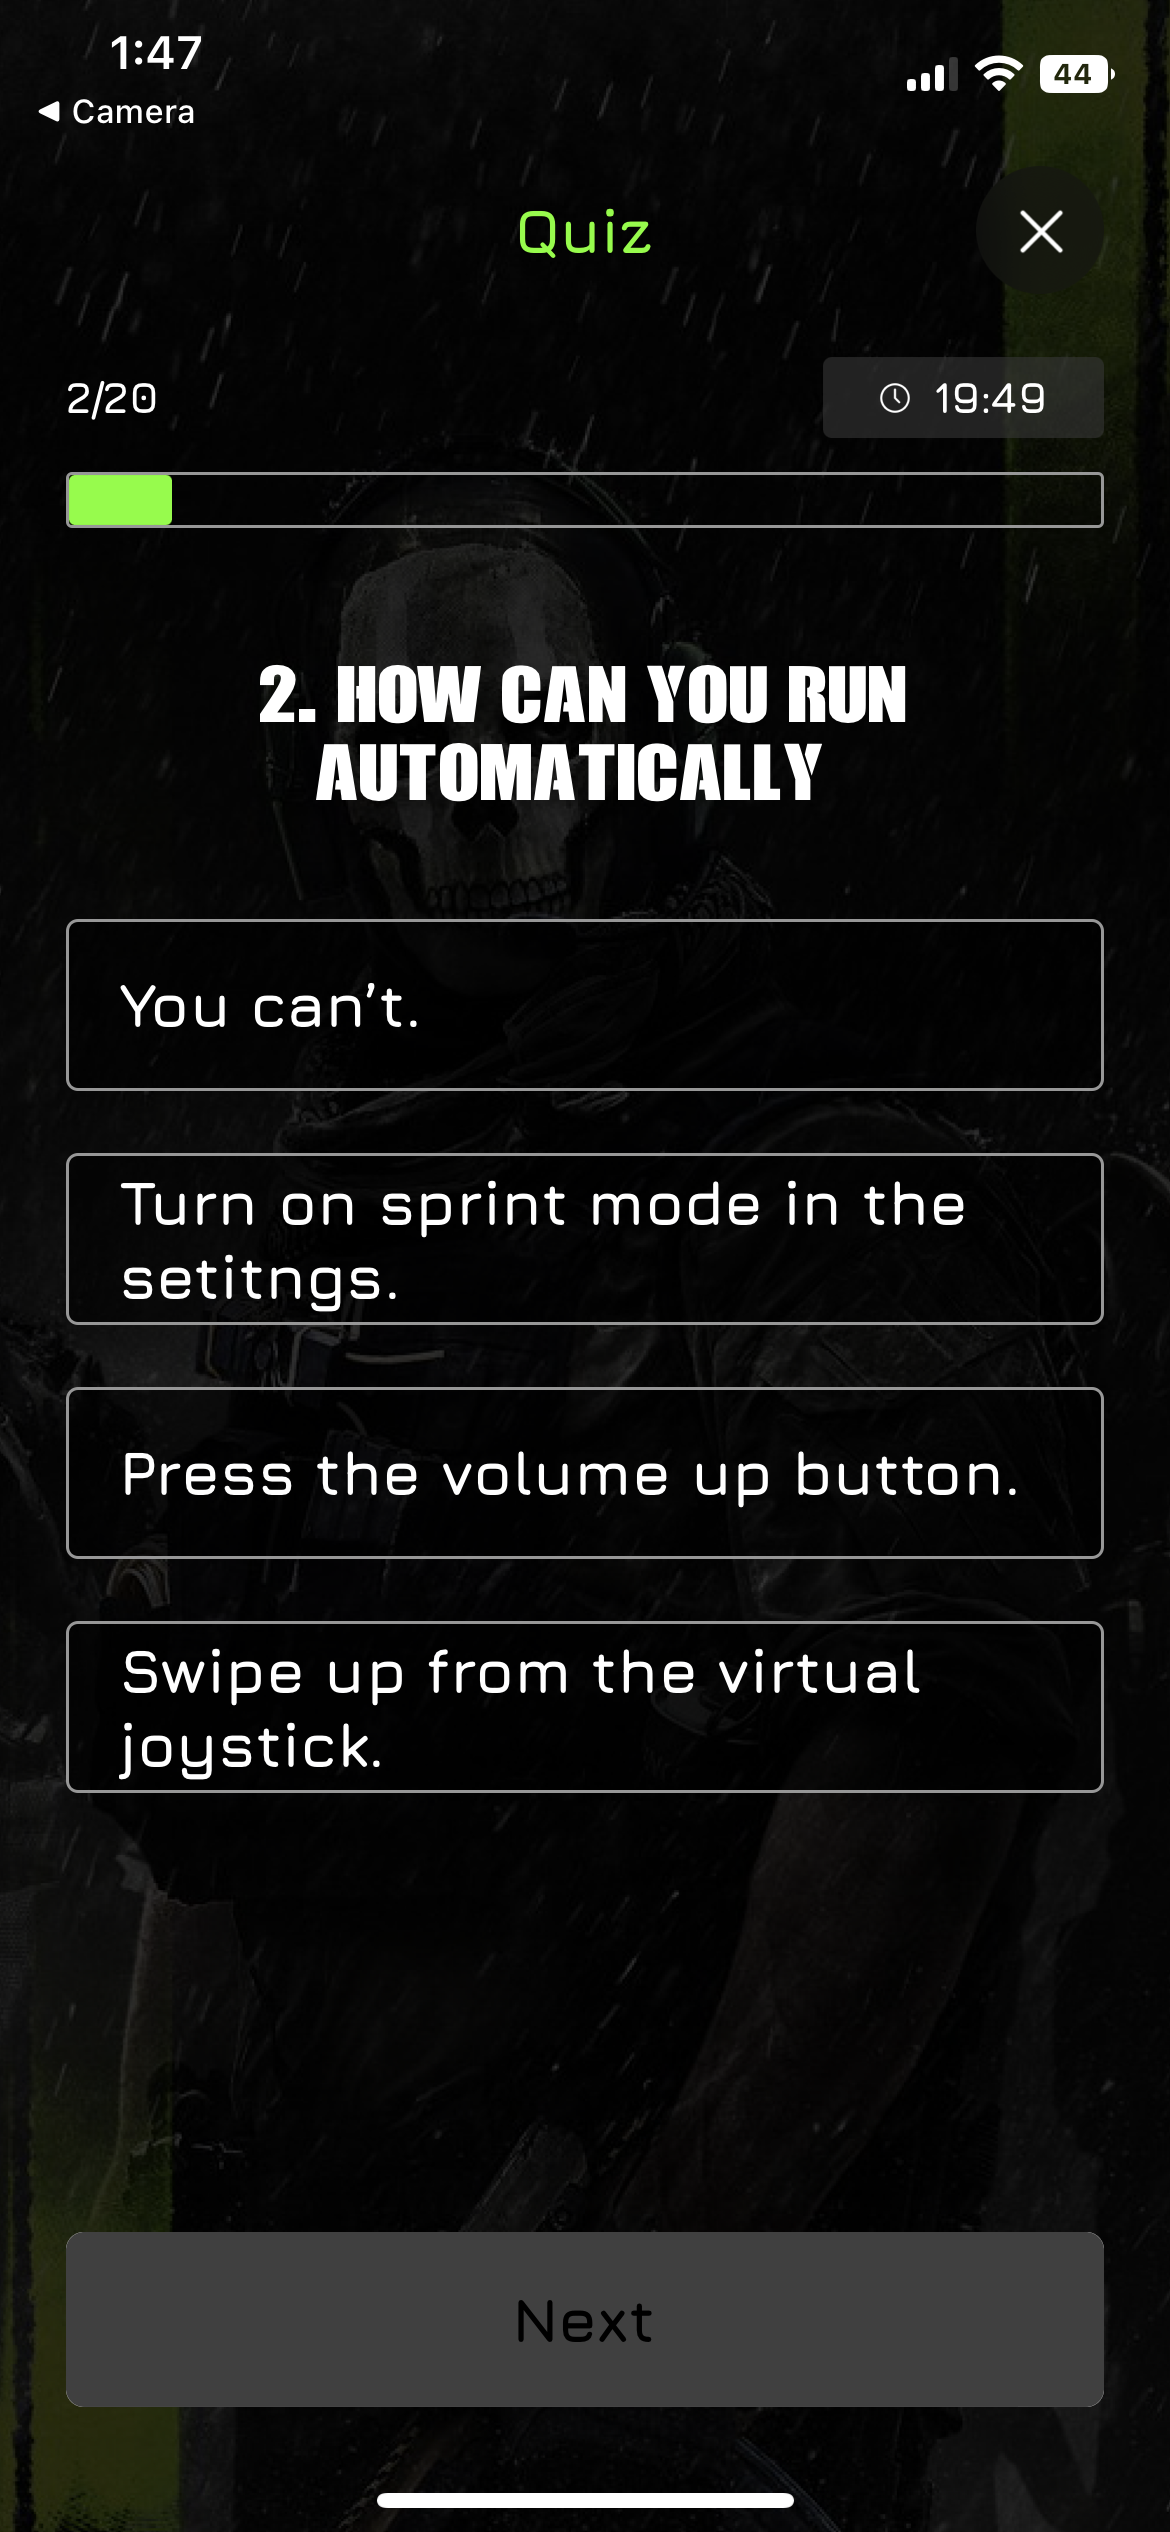 1:47
44
Camera
Quiz
2/20
19:49
2. HOW CAN YOU RUN
AUTOMATICALLY
You can't.
Turn on sprint mode in the
setitngs.
Press the volume up button.
Swipe up from the virtual
joystick.
Next